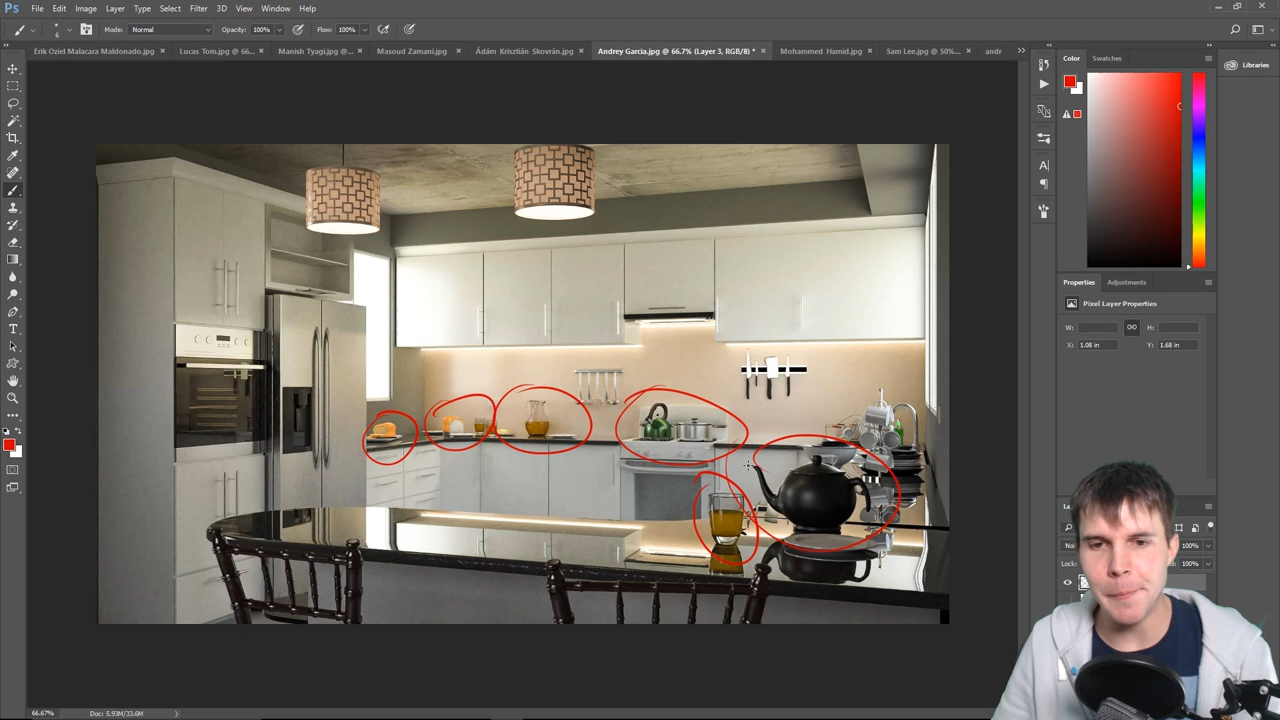 Ps File Edit Image Layer Type Select Filter 3D View Window Help
6 Mode: Normal Opacity: 100% Flow: 100%
Erik Oziel Malacara Maldonado.jpg Lucas Tom.jpg @ 66... Manish Tyagi.jpg @... Masoud Zamani.jpg Ádám Krisztián Skovrán.jpg Andrey Garcia.jpg @ 66.7% (Layer 3, RGB/8) * Mohammed Hamid.jpg Sam Lee.jpg @ 50%... andr
Color Swatches
Libraries
Properties Adjustments
Pixel Layer Properties
W: H:
X: 1.08 in Y: 1.68 in
La
No 100%
Lock: 100%
66.67% Doc: 5.93M/33.6M